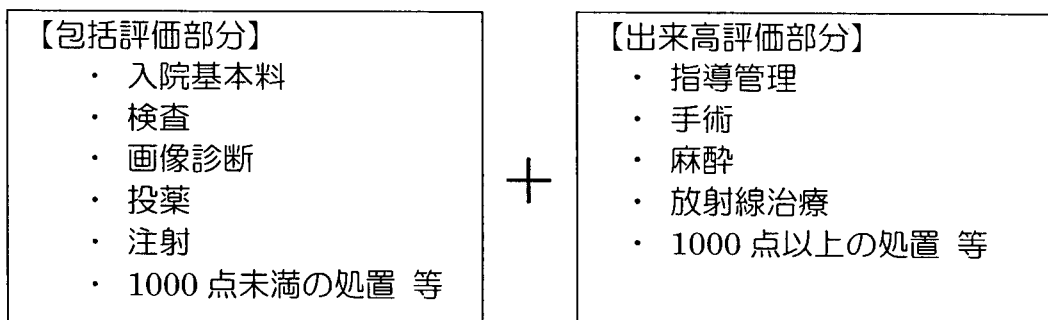 【包括評価部分】
・ 入院基本料
・ 検査
・ 画像診断
・ 投薬
・ 注射
・ 1000 点未満の処置 等
+
【出来高評価部分】
・ 指導管理
・ 手術
・ 麻酔
・ 放射線治療
・ 1000 点以上の処置 等